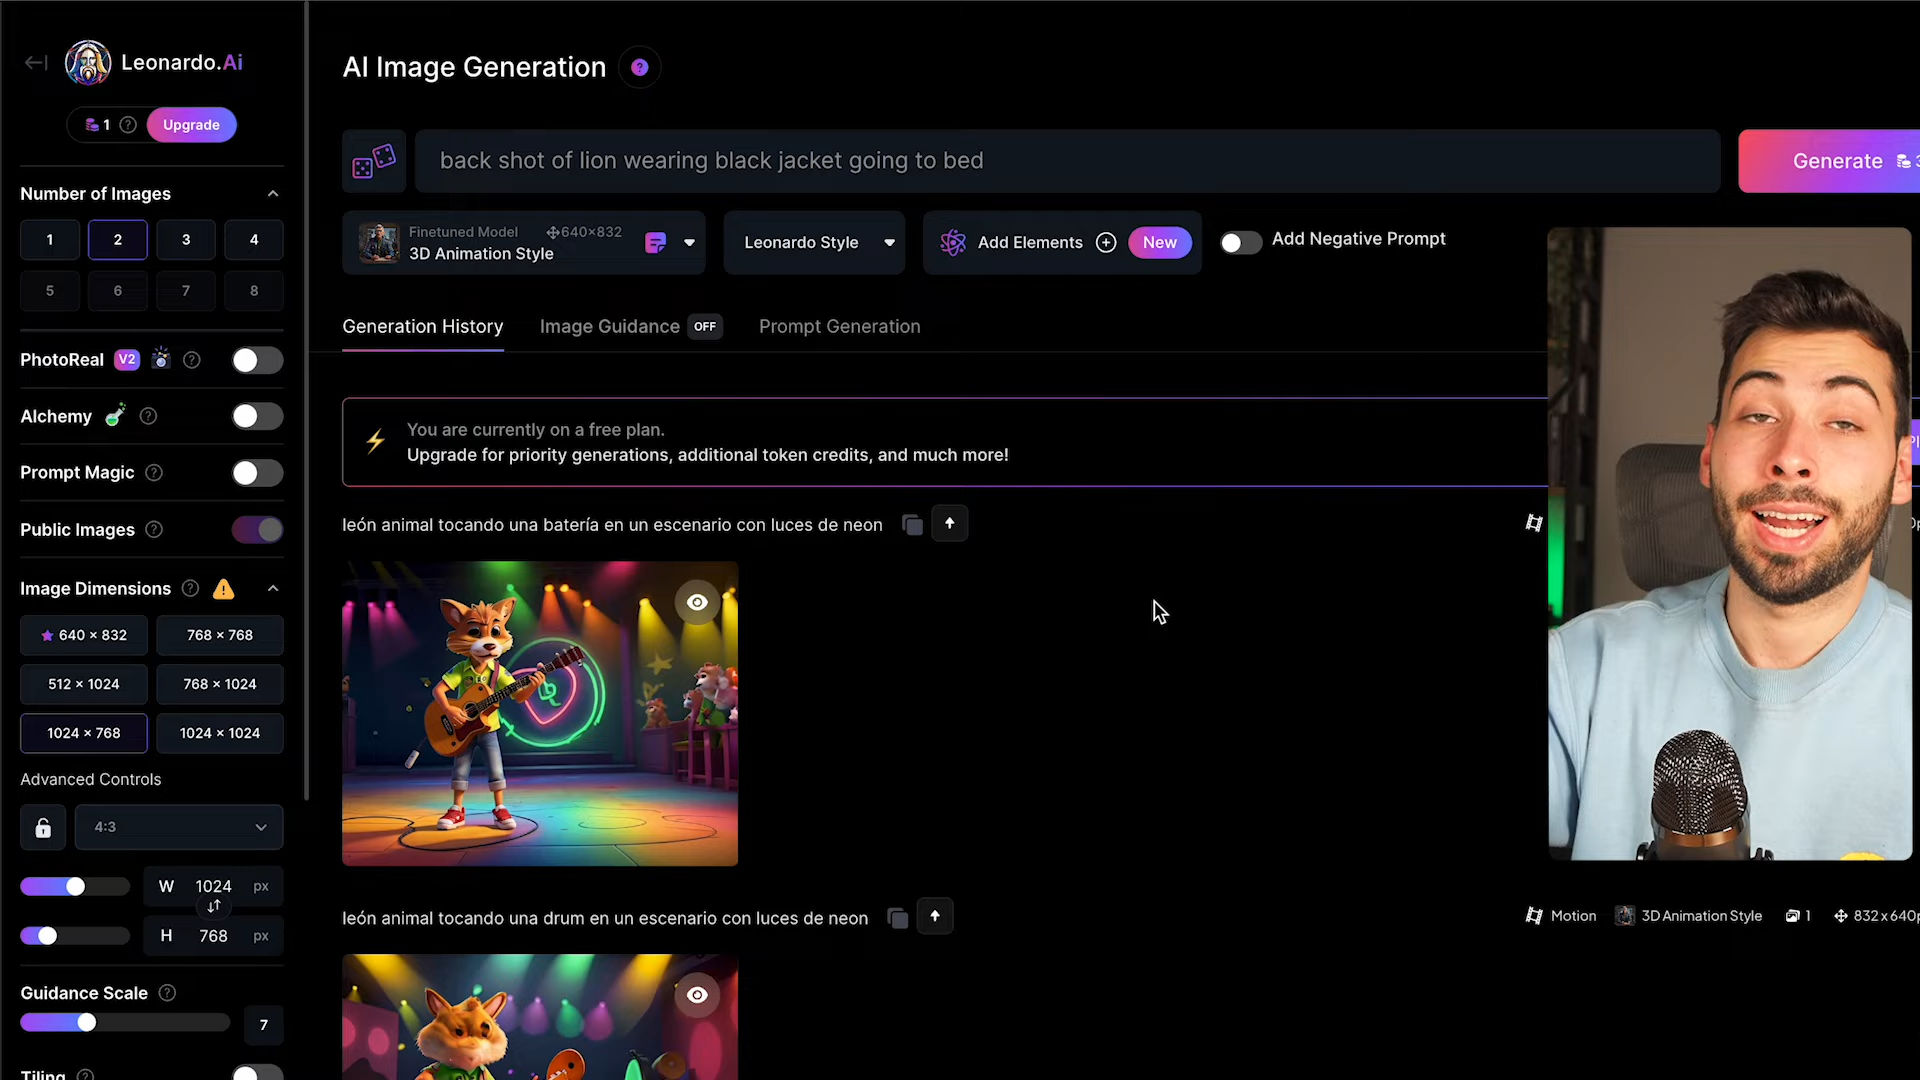 Leonardo.Ai
1
Upgrade
Number of Images
1 2 3 4
5 6 7 8
PhotoReal V2
Alchemy
Prompt Magic
Public Images
Image Dimensions
640 × 832 768 × 768
512 × 1024 768 × 1024
1024 × 768 1024 × 1024
Advanced Controls
4:3
W 1024 px
H 768 px
Guidance Scale
7
Tiling
AI Image Generation
back shot of lion wearing black jacket going to bed
Generate
Finetuned Model 640×832
3D Animation Style
Leonardo Style
Add Elements
New
Add Negative Prompt
Generation History
Image Guidance OFF
Prompt Generation
You are currently on a free plan.
Upgrade for priority generations, additional token credits, and much more!
león animal tocando una batería en un escenario con luces de neon
león animal tocando una drum en un escenario con luces de neon
Motion 3D Animation Style 1 832 x 640p